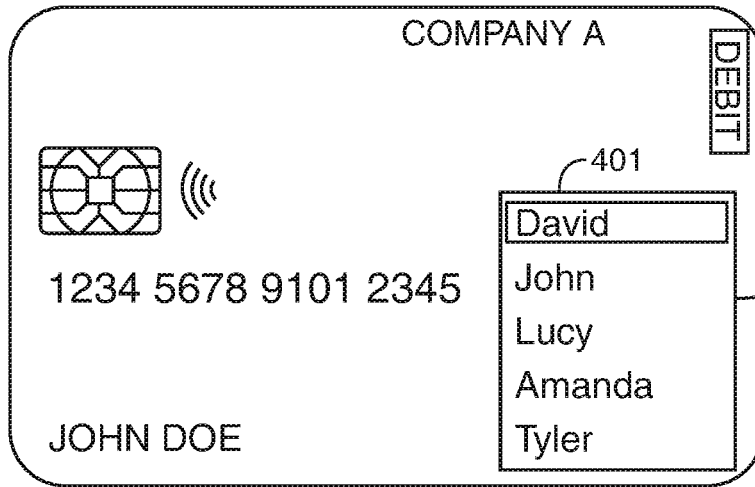 COMPANY A
DEBIT
401
David
1234 5678 9101 2345
John
Lucy
Amanda
JOHN DOE
Tyler